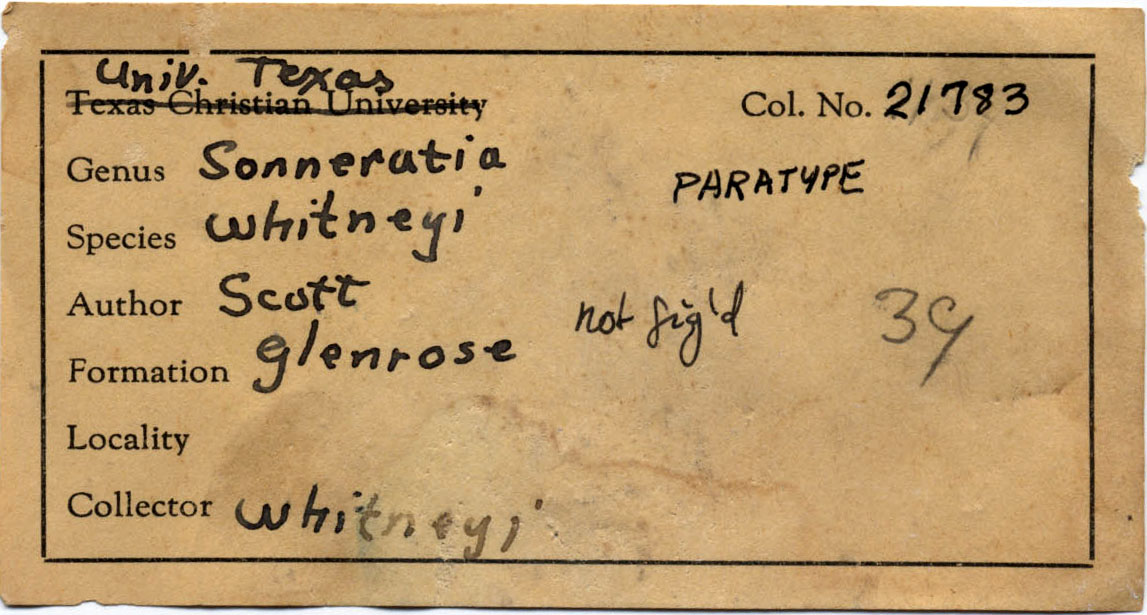 Univ. Texas
Texas Christian University
Col. No. 21783
Genus Sonneratia
PARATYPE
Species whitneyi
Author Scott
not fig'd
39
Formation glenrose
Locality
Collector whitneyi